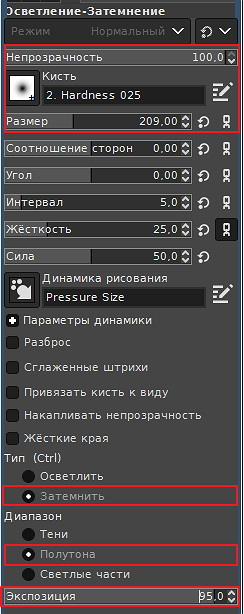 Осветление-Затемнение
Режим Нормальный
Непрозрачность 100,0
Кисть
2. Hardness 025
Размер 209,00
Соотношение сторон 0,00
Угол 0,00
Интервал 5,0
Жёсткость 25,0
Сила 50,0
Динамика рисования
Pressure Size
Параметры динамики
Разброс
Сглаженные штрихи
Привязать кисть к виду
Накапливать непрозрачность
Жёсткие края
Тип (Ctrl)
Осветлить
Затемнить
Диапазон
Тени
Полутона
Светлые части
Экспозиция 95,0